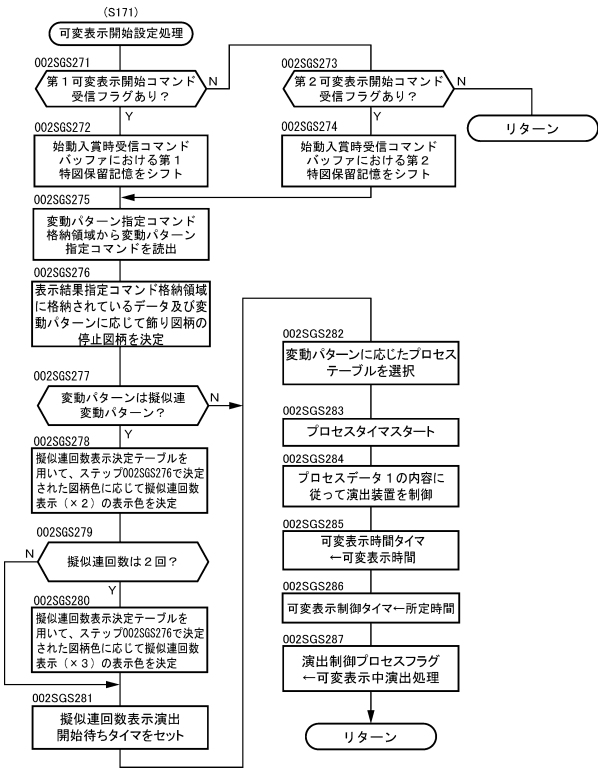 (S171)
可変表示開始設定処理
002SGS271
第1可変表示開始コマンド
受信フラグあり?
N
Y
002SGS273
第2可変表示開始コマンド
受信フラグあり?
N
Y
リターン
002SGS272
始動入賞時受信コマンド
バッファにおける第1
特図保留記憶をシフト
002SGS274
始動入賞時受信コマンド
バッファにおける第2
特図保留記憶をシフト
002SGS275
変動パターン指定コマンド
格納領域から変動パターン
指定コマンドを読出
002SGS276
表示結果指定コマンド格納領域
に格納されているデータ及び変
動パターンに応じて飾り図柄の
停止図柄を決定
002SGS277
変動パターンは擬似連
変動パターン?
N
Y
002SGS278
擬似連回数表示決定テーブルを
用いて、ステップ002SGS276で決定
された図柄色に応じて擬似連回数
表示(×2)の表示色を決定
002SGS279
擬似連回数は2回?
N
Y
002SGS280
擬似連回数表示決定テーブルを
用いて、ステップ002SGS276で決定
された図柄色に応じて擬似連回数
表示(×3)の表示色を決定
002SGS281
擬似連回数表示演出
開始待ちタイマをセット
002SGS282
変動パターンに応じたプロセス
テーブルを選択
002SGS283
プロセスタイマスタート
002SGS284
プロセスデータ1の内容に
従って演出装置を制御
002SGS285
可変表示時間タイマ
←可変表示時間
002SGS286
可変表示制御タイマ←所定時間
002SGS287
演出制御プロセスフラグ
←可変表示中演出処理
リターン